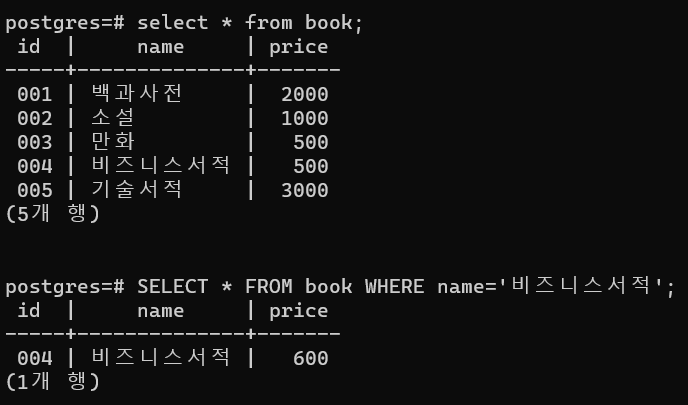 postgres=# select * from book;
 id  |     name     | price
-----+--------------+-------
 001 | 백과사전     |  2000
 002 | 소설         |  1000
 003 | 만화         |   500
 004 | 비즈니스서적 |   500
 005 | 기술서적     |  3000
(5개 행)
postgres=# SELECT * FROM book WHERE name='비즈니스서적';
 id  |     name     | price
-----+--------------+-------
 004 | 비즈니스서적 |   600
(1개 행)